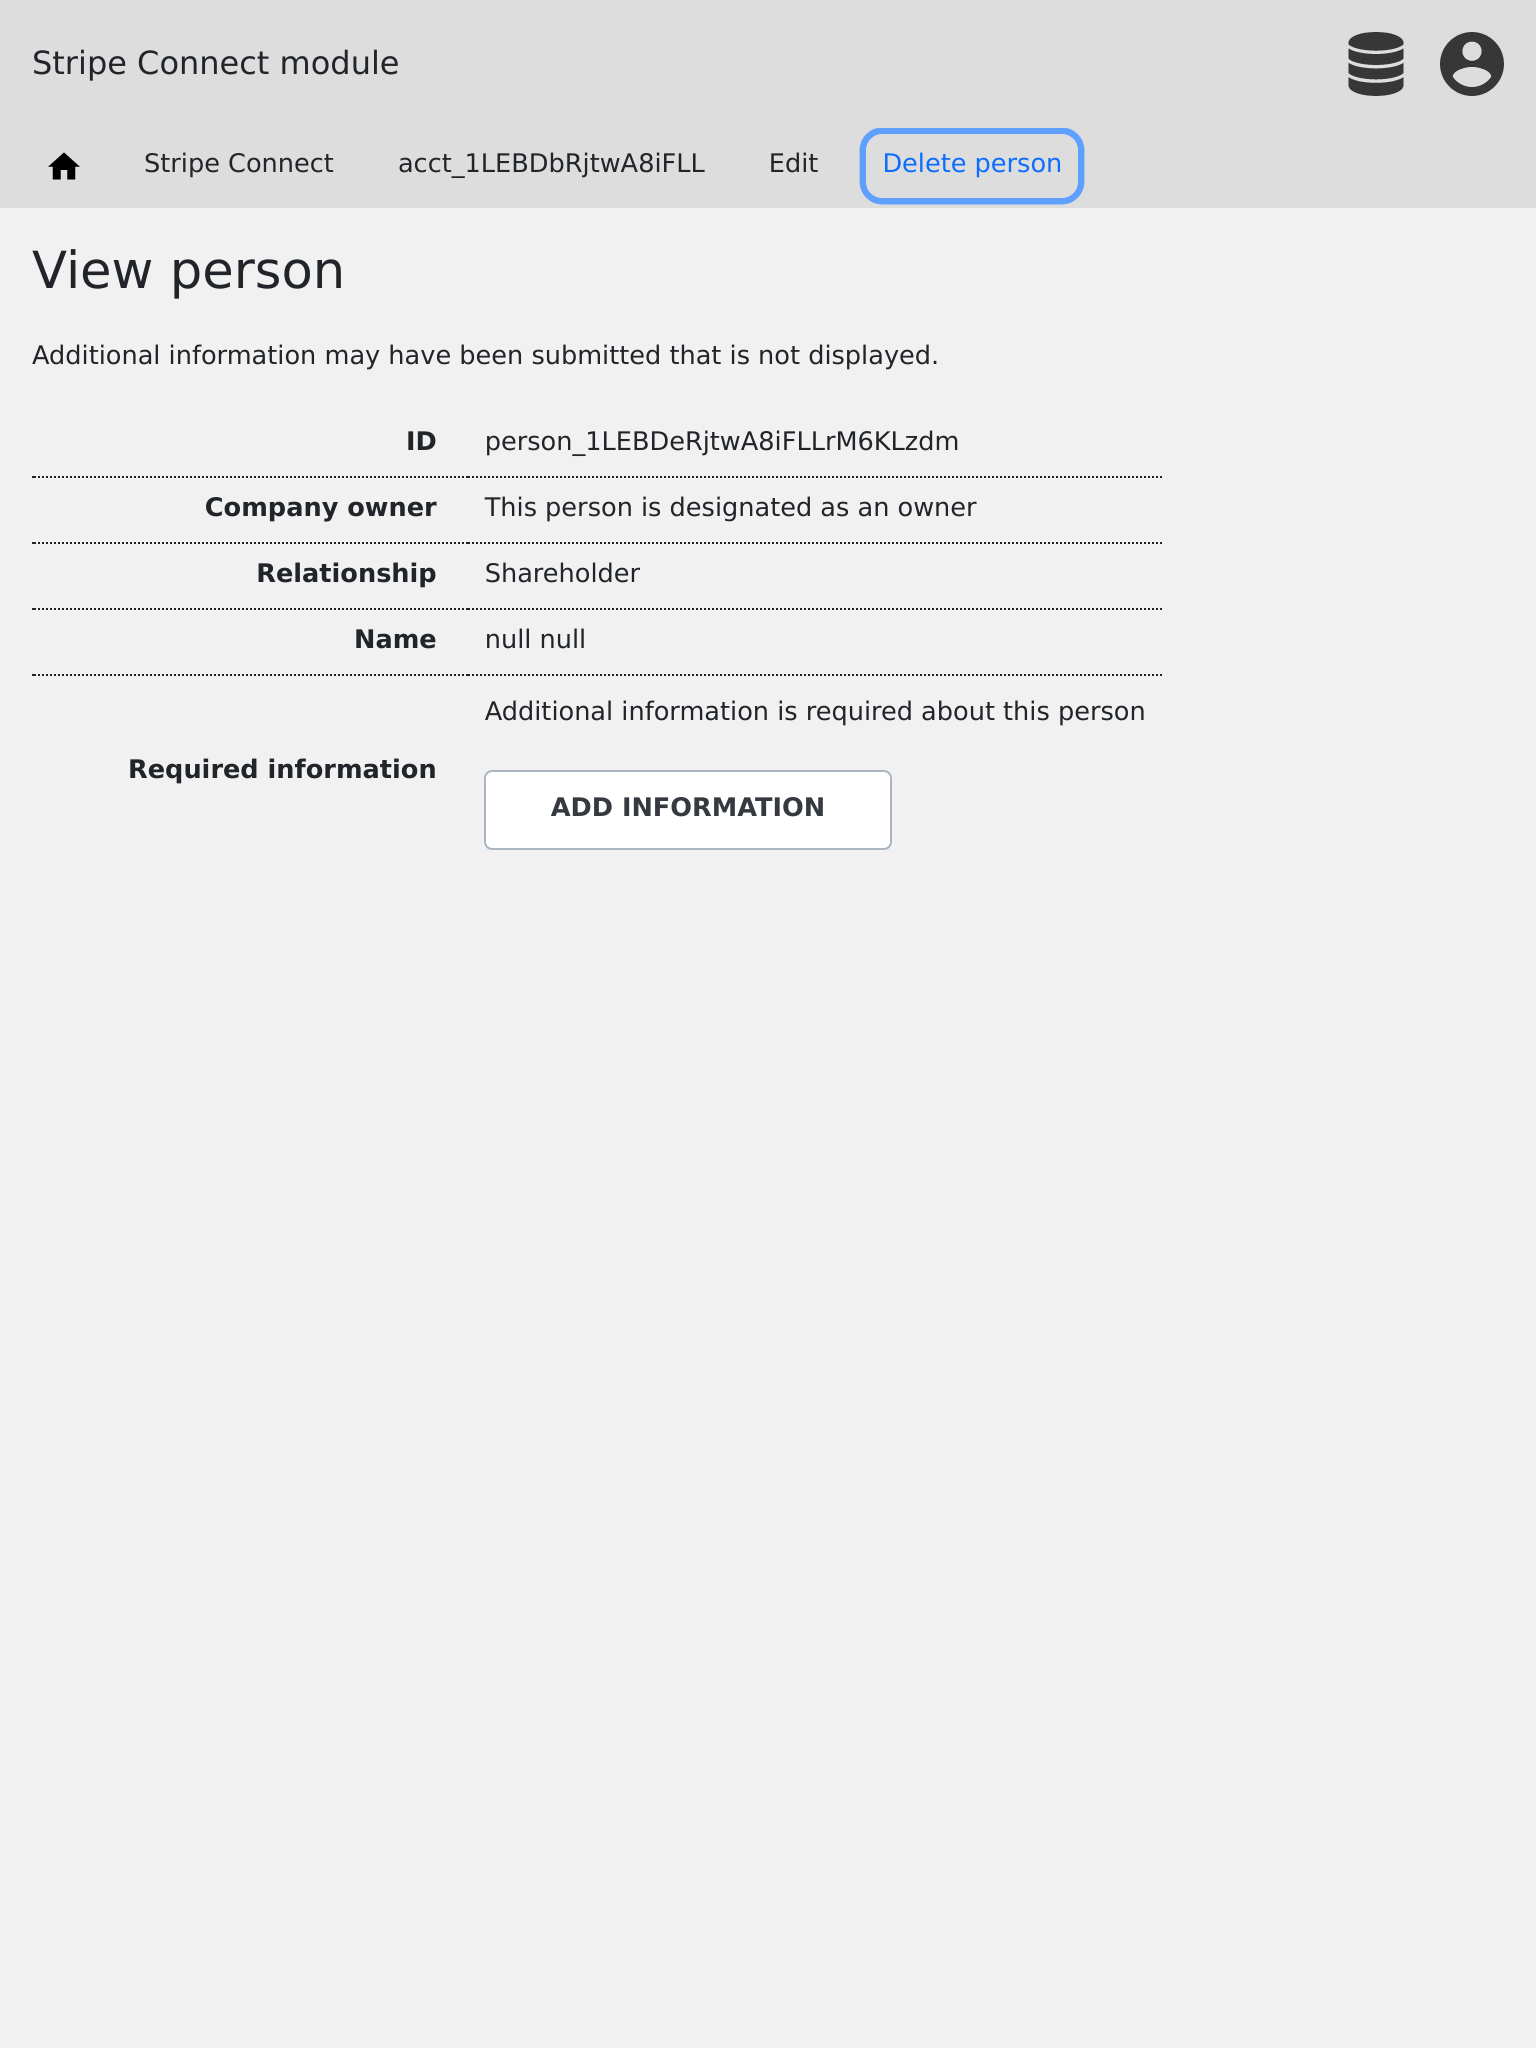 Stripe Connect module
Stripe Connect acct_1LEBDbRjtwA8iFLL Edit Delete person
View person
Additional information may have been submitted that is not displayed.
ID person_1LEBDeRjtwA8iFLLrM6KLzdm
Company owner This person is designated as an owner
Relationship Shareholder
Name null null
Additional information is required about this person
Required information
ADD INFORMATION